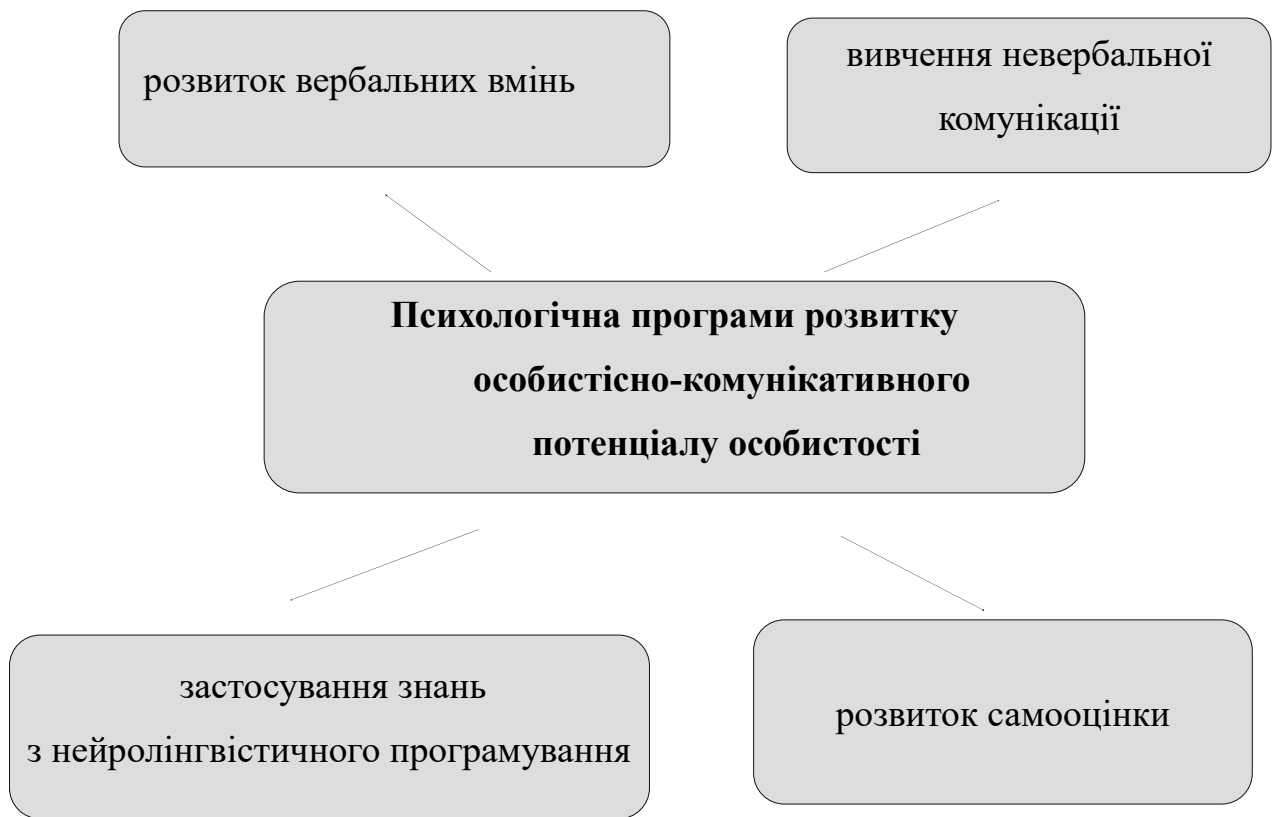 розвиток вербальних вмінь
вивчення невербальної
комунікації
Психологічна програми розвитку
особистісно-комунікативного
потенціалу особистості
застосування знань
з нейролінгвістичного програмування
розвиток самооцінки